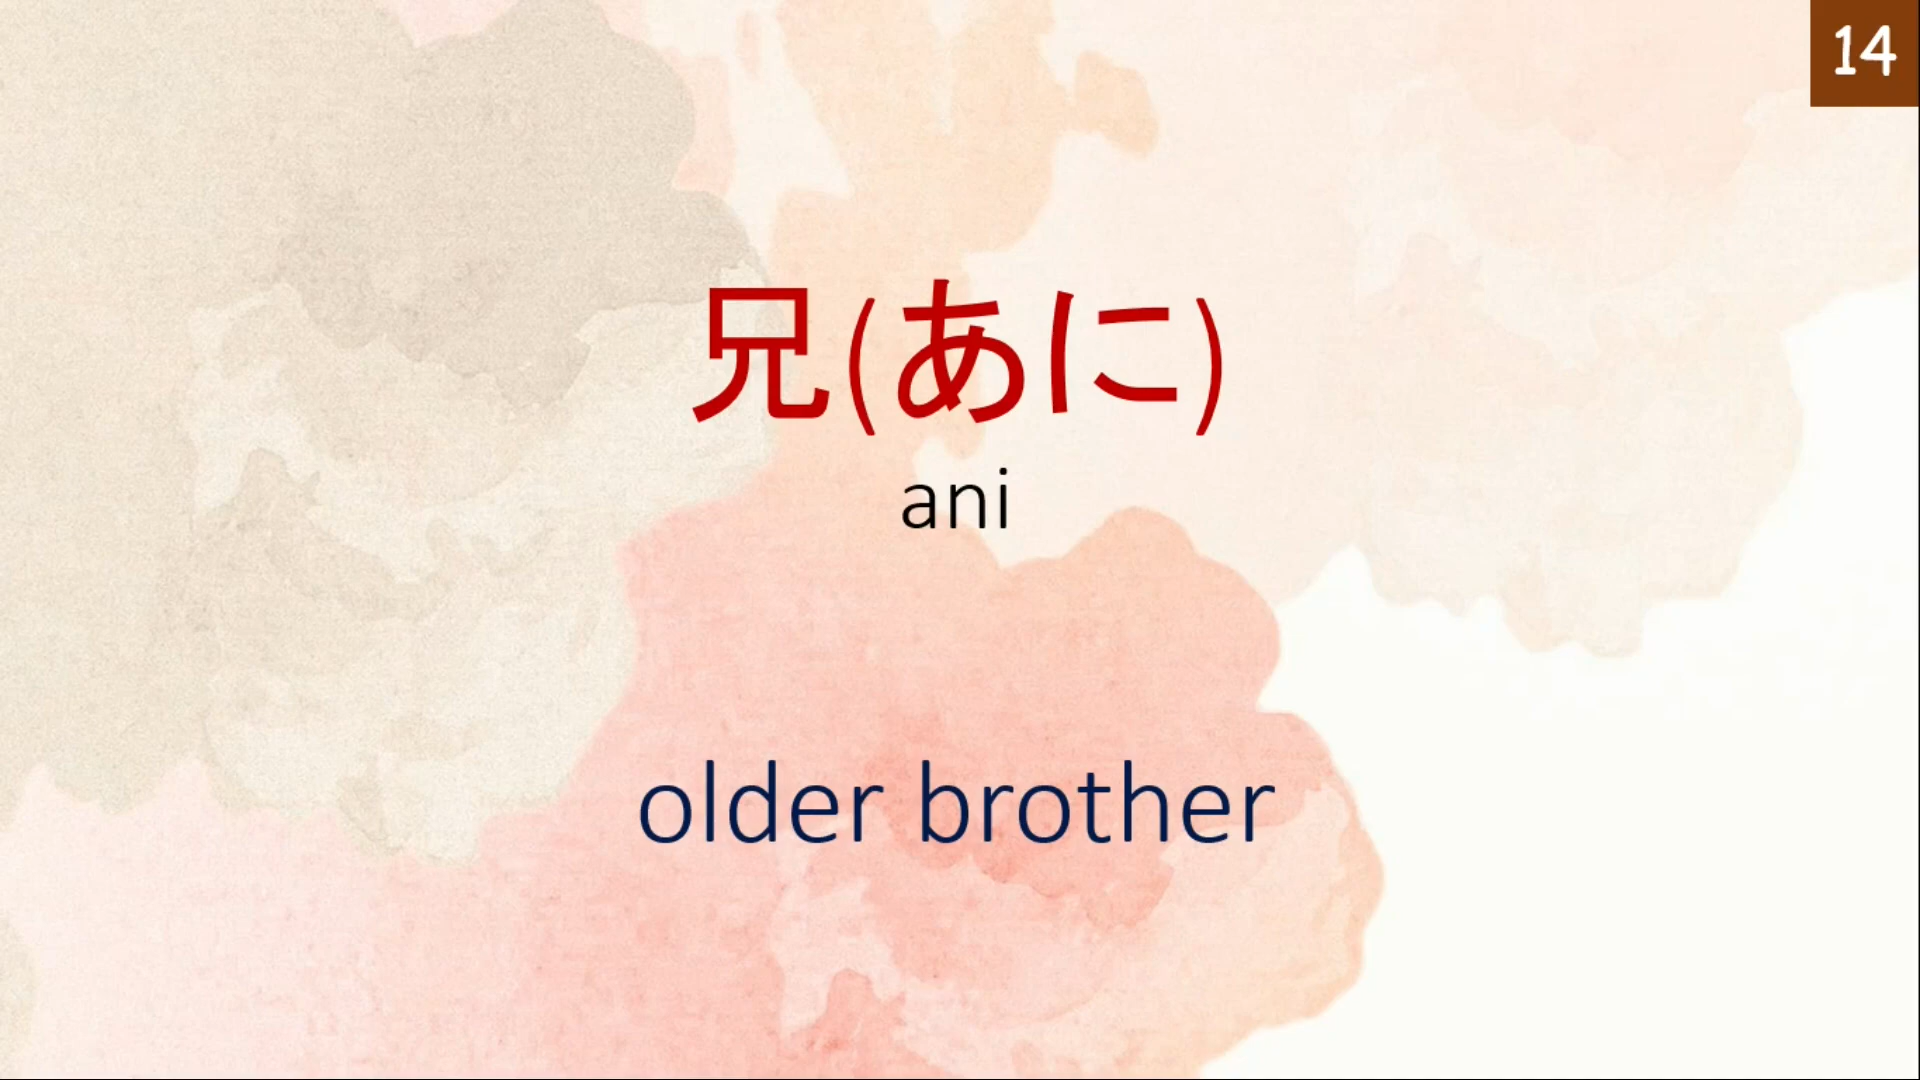 14
兄(あに)
ani
older brother